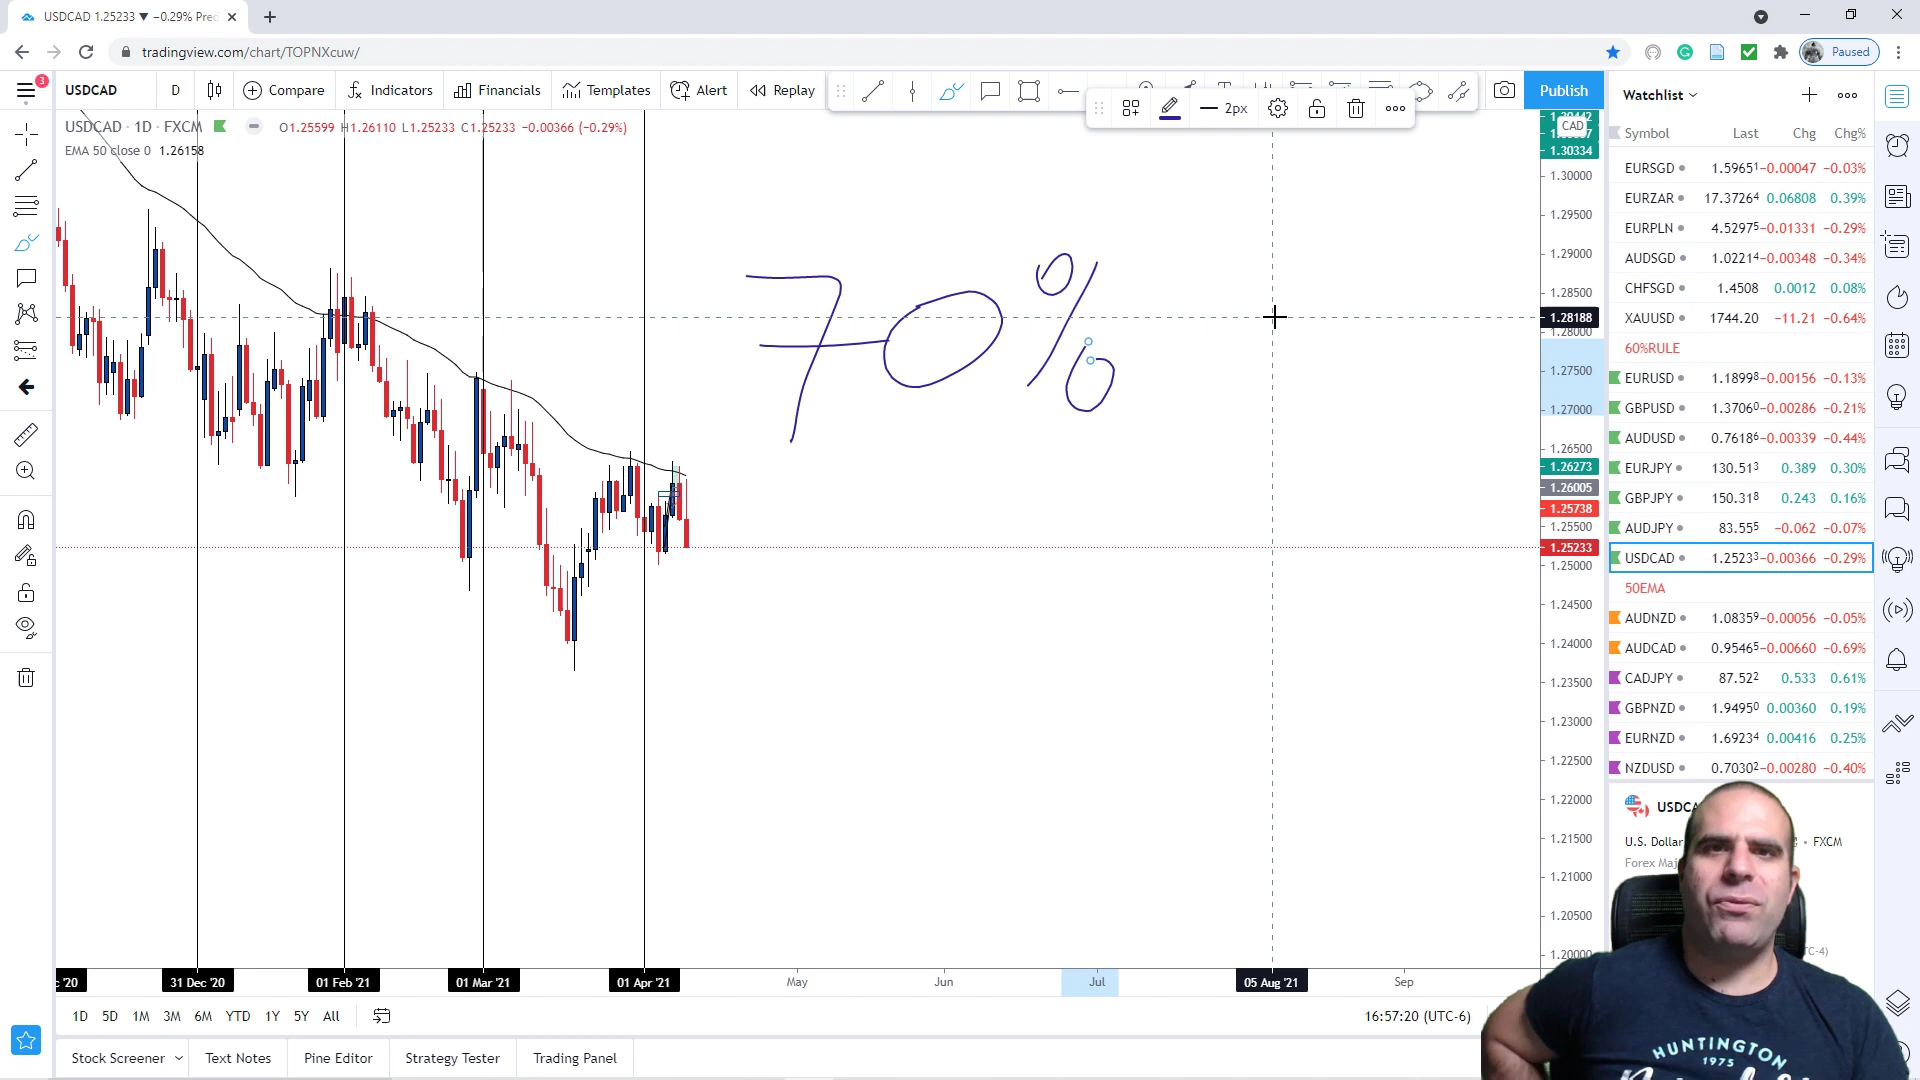 USDCAD 1.25233 ▼ −0.29% Pred
tradingview.com/chart/TOPNXcuw/
Paused
3
USDCAD
D
Compare
Indicators
Financials
Templates
Alert
Replay
Publish
2px
USDCAD · 1D · FXCM
O1.25599 H1.26110 L1.25233 C1.25233 −0.00366 (−0.29%)
EMA 50 close 0 1.26158
70%
CAD
1.30334
1.30000
1.29500
1.29000
1.28500
1.28188
1.28000
1.27500
1.27000
1.26500
1.26273
1.26005
1.25738
1.25500
1.25233
1.25000
1.24500
1.24000
1.23500
1.23000
1.22500
1.22000
1.21500
1.21000
1.20500
1.20000
'20
31 Dec '20
01 Feb '21
01 Mar '21
01 Apr '21
May
Jun
Jul
05 Aug '21
Sep
1D 5D 1M 3M 6M YTD 1Y 5Y All
16:57:20 (UTC-6)
Stock Screener
Text Notes
Pine Editor
Strategy Tester
Trading Panel
Watchlist
Symbol Last Chg Chg%
EURSGD 1.59651 −0.00047 −0.03%
EURZAR 17.37264 0.06808 0.39%
EURPLN 4.52975 −0.01331 −0.29%
AUDSGD 1.02214 −0.00348 −0.34%
CHFSGD 1.4508 0.0012 0.08%
XAUUSD 1744.20 −11.21 −0.64%
60%RULE
EURUSD 1.18998 −0.00156 −0.13%
GBPUSD 1.37060 −0.00286 −0.21%
AUDUSD 0.76186 −0.00339 −0.44%
EURJPY 130.513 0.389 0.30%
GBPJPY 150.318 0.243 0.16%
AUDJPY 83.555 −0.062 −0.07%
USDCAD 1.25233 −0.00366 −0.29%
50EMA
AUDNZD 1.08359 −0.00056 −0.05%
AUDCAD 0.95465 −0.00660 −0.69%
CADJPY 87.522 0.533 0.61%
GBPNZD 1.94950 0.00360 0.19%
EURNZD 1.69234 0.00416 0.25%
NZDUSD 0.70302 −0.00280 −0.40%
USDCA
U.S. Dollar
• FXCM
Forex Maj
TC-4)
HUNTINGTON
1975